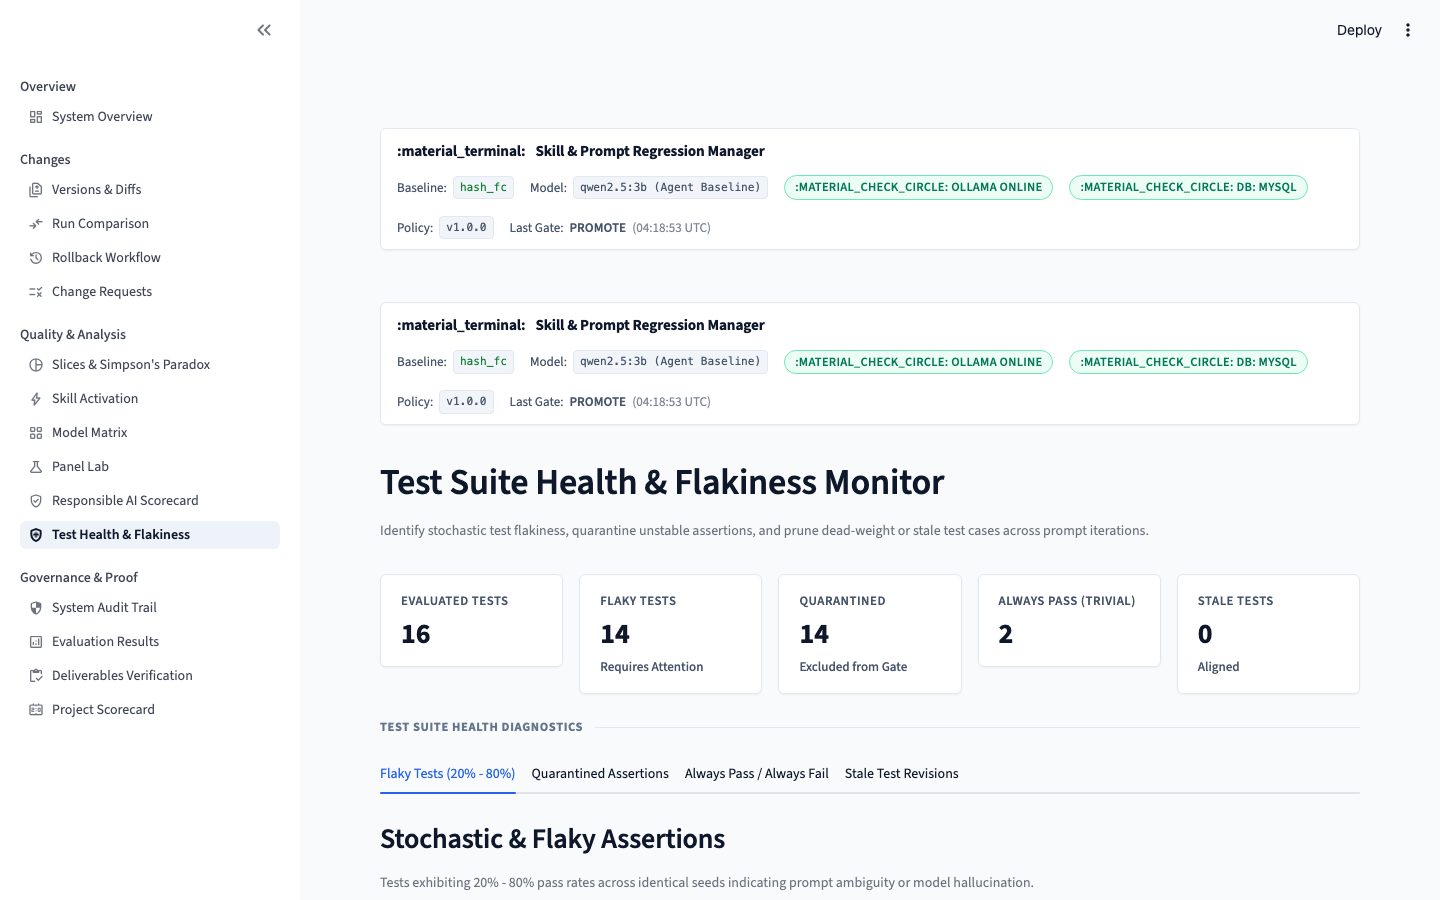 Deploy
Overview
System Overview
Changes
Versions & Diffs
Run Comparison
Rollback Workflow
Change Requests
Quality & Analysis
Slices & Simpson's Paradox
Skill Activation
Model Matrix
Panel Lab
Responsible AI Scorecard
Test Health & Flakiness
Governance & Proof
System Audit Trail
Evaluation Results
Deliverables Verification
Project Scorecard
:material_terminal: Skill & Prompt Regression Manager
Baseline: hash_fc Model: qwen2.5:3b (Agent Baseline) :MATERIAL_CHECK_CIRCLE: OLLAMA ONLINE :MATERIAL_CHECK_CIRCLE: DB: MYSQL
Policy: v1.0.0 Last Gate: PROMOTE (04:18:53 UTC)
:material_terminal: Skill & Prompt Regression Manager
Baseline: hash_fc Model: qwen2.5:3b (Agent Baseline) :MATERIAL_CHECK_CIRCLE: OLLAMA ONLINE :MATERIAL_CHECK_CIRCLE: DB: MYSQL
Policy: v1.0.0 Last Gate: PROMOTE (04:18:53 UTC)
Test Suite Health & Flakiness Monitor
Identify stochastic test flakiness, quarantine unstable assertions, and prune dead-weight or stale test cases across prompt iterations.
EVALUATED TESTS
16
FLAKY TESTS
14
Requires Attention
QUARANTINED
14
Excluded from Gate
ALWAYS PASS (TRIVIAL)
2
STALE TESTS
0
Aligned
TEST SUITE HEALTH DIAGNOSTICS
Flaky Tests (20% - 80%) Quarantined Assertions Always Pass / Always Fail Stale Test Revisions
Stochastic & Flaky Assertions
Tests exhibiting 20% - 80% pass rates across identical seeds indicating prompt ambiguity or model hallucination.